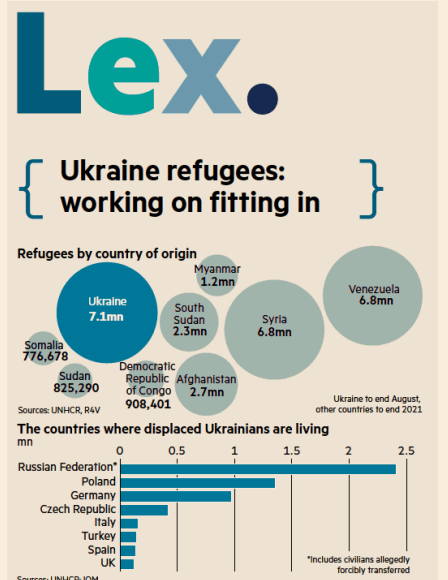 Lex.
{ Ukraine refugees: }
working on fitting in
Refugees by country of origin
Myanmar
1.2mn
Ukraine
7.1mn
South
Sudan
2.3mn
Syria
6.8mn
Venezuela
6.8mn
Somalia
776,678
Sudan
825,290
Democratic
Republic
of Congo
908,401
Afghanistan
2.7mn
Sources: UNHCR, R4V
Ukraine to end August,
other countries to end 2021
The countries where displaced Ukrainians are living
mn
0 0.5 1 1.5 2 2.5
Russian Federation*
Poland
Germany
Czech Republic
Italy
Turkey
Spain
UK
*Includes civilians allegedly
forcibly transferred
Sources: UNHCR; IOM